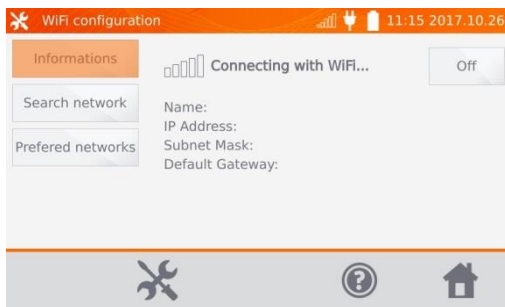 WiFi configuration
11:15 2017.10.26
Informations
Connecting with WiFi...
Off
Search network
Name:
IP Address:
Prefered networks
Subnet Mask:
Default Gateway: